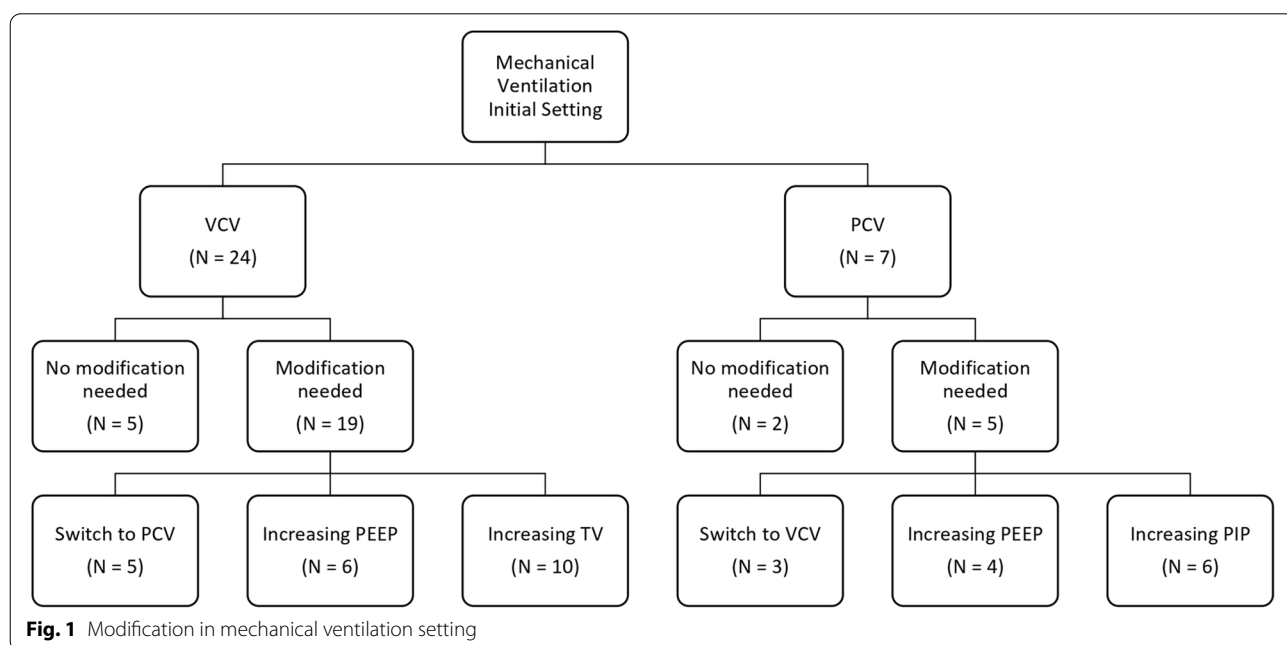 Mechanical
Ventilation
Initial Setting
VCV
(N = 24)
PCV
(N = 7)
No modification
needed
(N = 5)
Modification
needed
(N = 19)
No modification
needed
(N = 2)
Modification
needed
(N = 5)
Switch to PCV
(N = 5)
Increasing PEEP
(N = 6)
Increasing TV
(N = 10)
Switch to VCV
(N = 3)
Increasing PEEP
(N = 4)
Increasing PIP
(N = 6)
Fig. 1 Modification in mechanical ventilation setting